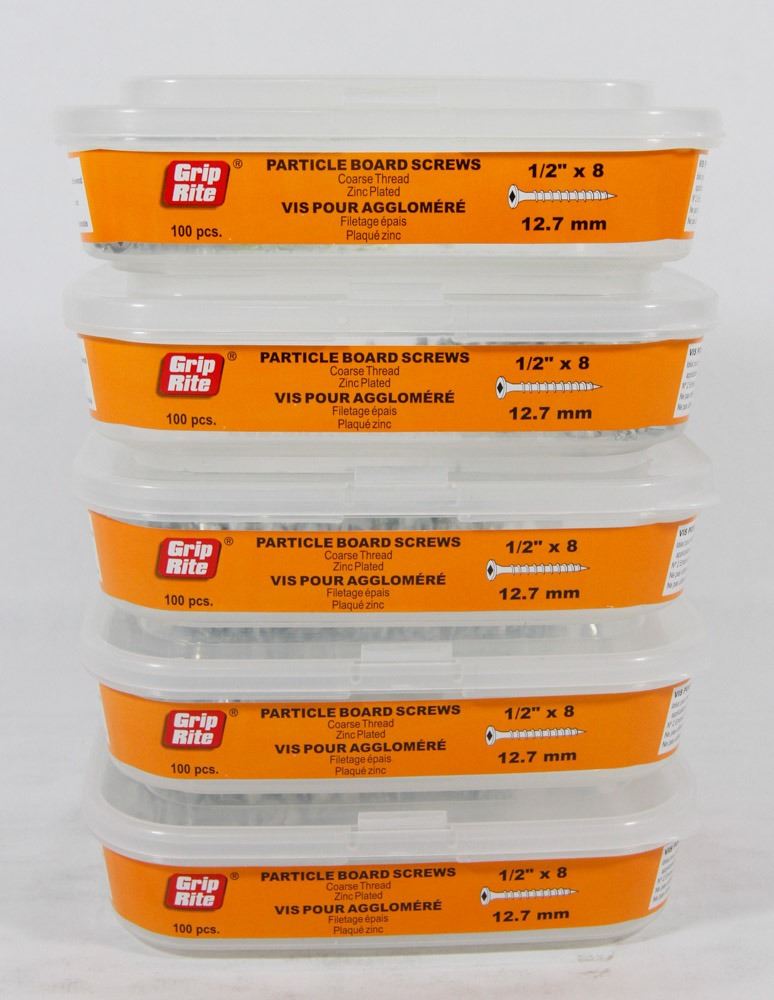 Grip Rite ®
PARTICLE BOARD SCREWS
Coarse Thread
Zinc Plated
VIS POUR AGGLOMÉRÉ
Filetage épais
Plaqué zinc
100 pcs.
1/2" x 8
12.7 mm
Grip Rite ®
PARTICLE BOARD SCREWS
Coarse Thread
Zinc Plated
VIS POUR AGGLOMÉRÉ
Filetage épais
Plaqué zinc
100 pcs.
1/2" x 8
12.7 mm
VIS
Grip Rite ®
PARTICLE BOARD SCREWS
Coarse Thread
Zinc Plated
VIS POUR AGGLOMÉRÉ
Filetage épais
Plaqué zinc
100 pcs.
1/2" x 8
12.7 mm
VIS
Grip Rite ®
PARTICLE BOARD SCREWS
Coarse Thread
Zinc Plated
VIS POUR AGGLOMÉRÉ
Filetage épais
Plaqué zinc
100 pcs.
1/2" x 8
12.7 mm
VIS
Grip Rite ®
PARTICLE BOARD SCREWS
Coarse Thread
Zinc Plated
VIS POUR AGGLOMÉRÉ
Filetage épais
Plaqué zinc
100 pcs.
1/2" x 8
12.7 mm